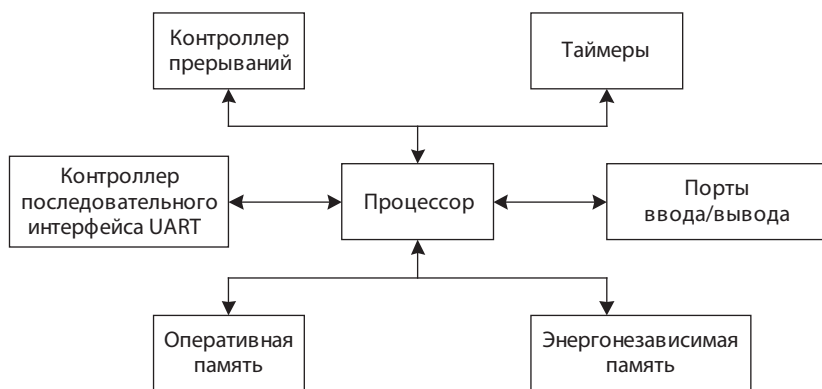 Контроллер
прерываний
Таймеры
Контроллер
последовательного
интерфейса UART
Процессор
Порты
ввода/вывода
Оперативная
память
Энергонезависимая
память